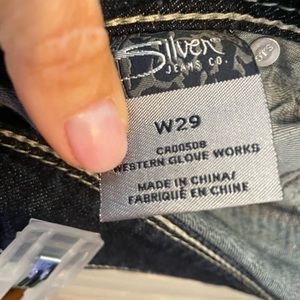 Silver
JEANS CO.
W29
CA00508
WESTERN GLOVE WORKS
MADE IN CHINA/
FABRIQUÉ EN CHINE